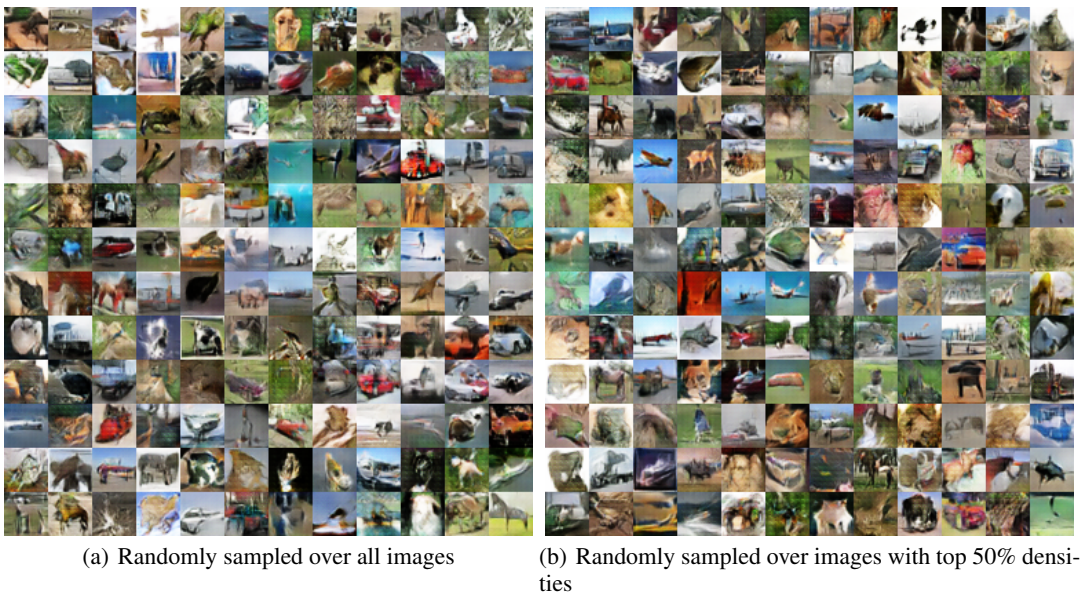 (a) Randomly sampled over all images
(b) Randomly sampled over images with top 50% densi-
ties